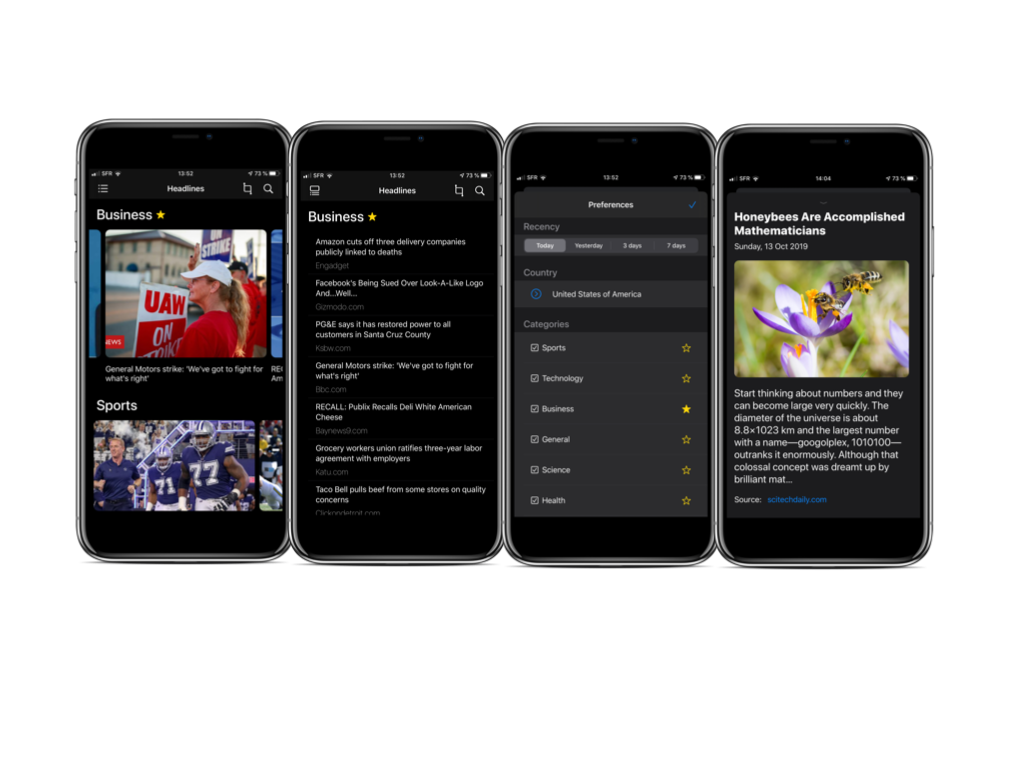 SFR 13:52 73 %
Headlines
Business
STRIKE
UAW
ON
STRIKE
NEWS
General Motors strike: 'We've got to fight for
what's right'
REC
Am
Sports
71
77
SFR 13:52 73 %
Headlines
Business
Amazon cuts off three delivery companies
publicly linked to deaths
Engadget
Facebook's Being Sued Over Look-A-Like Logo
And...Well...
Gizmodo.com
PG&E says it has restored power to all
customers in Santa Cruz County
Ksbw.com
General Motors strike: 'We've got to fight for
what's right'
Bbc.com
RECALL: Publix Recalls Deli White American
Cheese
Baynews9.com
Grocery workers union ratifies three-year labor
agreement with employers
Katu.com
Taco Bell pulls beef from some stores on quality
concerns
Clickondetroit.com
SFR 13:52 73 %
Preferences
Recency
Today Yesterday 3 days 7 days
Country
United States of America
Categories
Sports
Technology
Business
General
Science
Health
SFR 14:04 73 %
Honeybees Are Accomplished
Mathematicians
Sunday, 13 Oct 2019
Start thinking about numbers and they
can become large very quickly. The
diameter of the universe is about
8.8×1023 km and the largest number
with a name—googolplex, 1010100—
outranks it enormously. Although that
colossal concept was dreamt up by
brilliant mat...
Source: scitechdaily.com